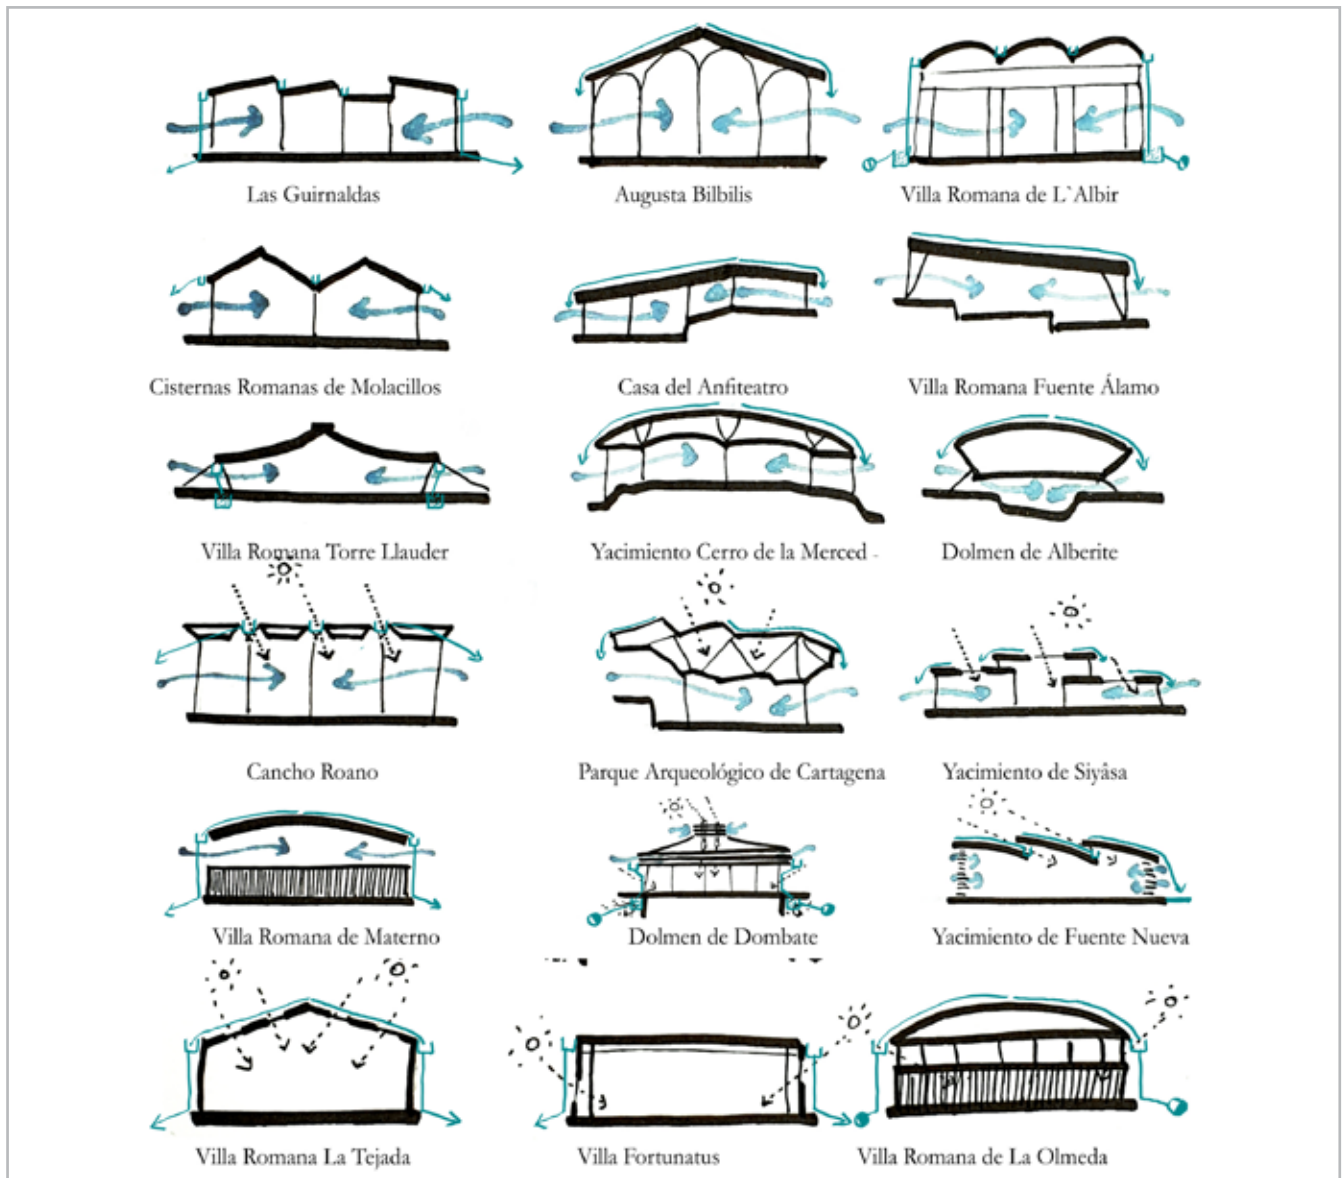 Las Guirnaldas
Augusta Bilbilis
Villa Romana de L`Albir
Cisternas Romanas de Molacillos
Casa del Anfiteatro
Villa Romana Fuente Álamo
Villa Romana Torre Llauder
Yacimiento Cerro de la Merced -
Dolmen de Alberite
Cancho Roano
Parque Arqueológico de Cartagena
Yacimiento de Siyâsa
Villa Romana de Materno
Dolmen de Dombate
Yacimiento de Fuente Nueva
Villa Romana La Tejada
Villa Fortunatus
Villa Romana de La Olmeda